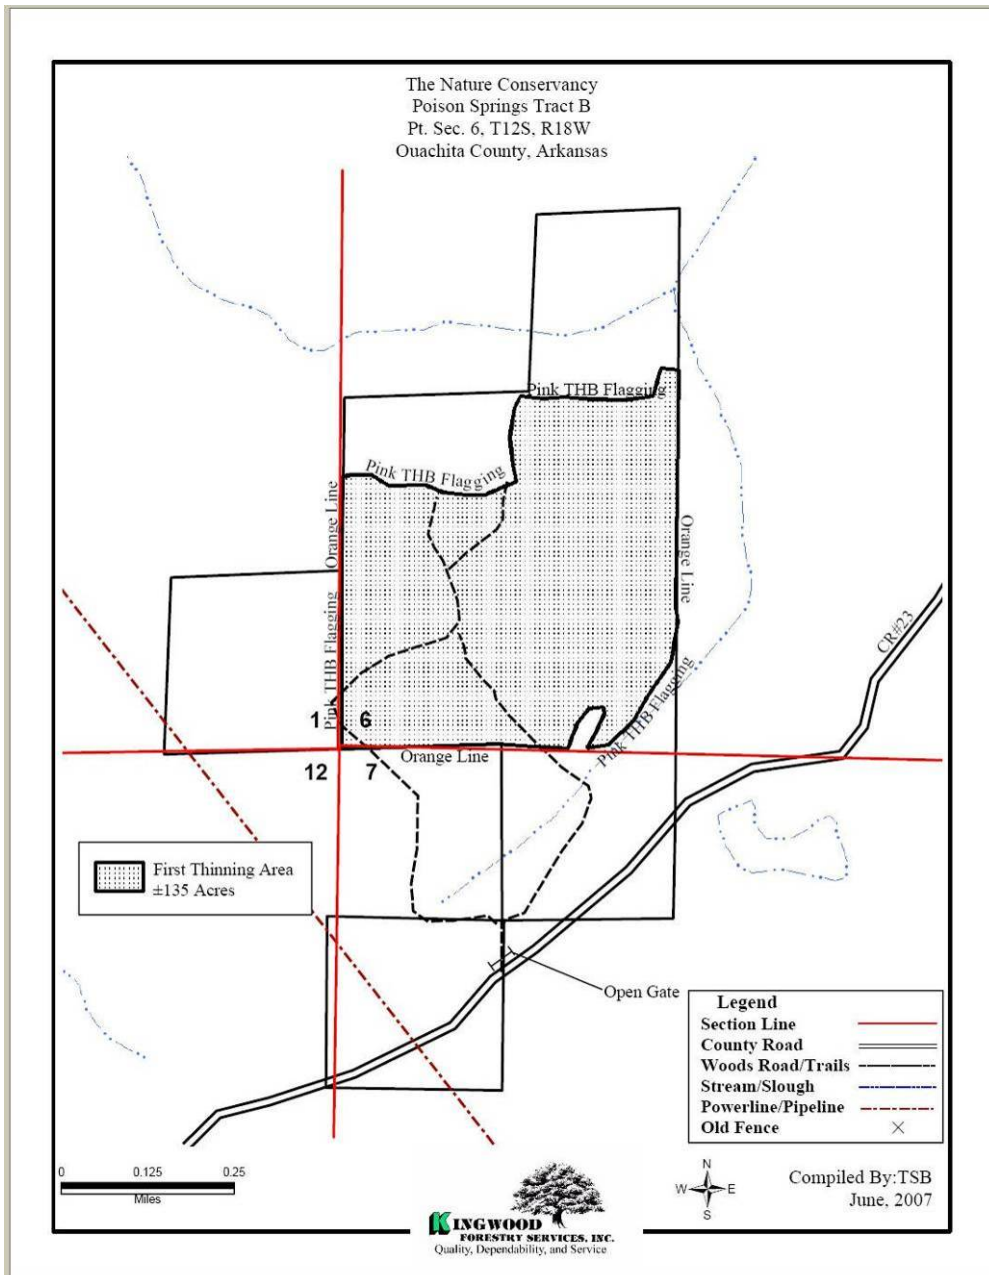 The Nature Conservancy
Poison Springs Tract B
Pt. Sec. 6, T12S, R18W
Ouachita County, Arkansas
Pink THB Flagging
Pink THB Flagging
Orange Line
Orange Line
Pink THB Flagging
CR#23
Pink THB Flagging
1 6
Orange Line
12 7
First Thinning Area
±135 Acres
Open Gate
Legend
Section Line
County Road
Woods Road/Trails
Stream/Slough
Powerline/Pipeline
Old Fence
0 0.125 0.25
Miles
N
W E
S
Compiled By:TSB
June, 2007
KINGWOOD
FORESTRY SERVICES, INC.
Quality, Dependability, and Service